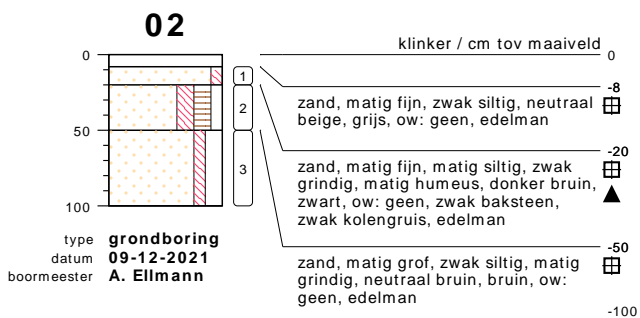 02
klinker / cm tov maaiveld
0
0
-8
1
zand, matig fijn, zwak siltig, neutraal
beige, grijs, ow: geen, edelman
2
-20
50
zand, matig fijn, matig siltig, zwak
grindig, matig humeus, donker bruin,
zwart, ow: geen, zwak baksteen,
zwak kolengruis, edelman
3
100
-50
zand, matig grof, zwak siltig, matig
grindig, neutraal bruin, bruin, ow:
geen, edelman
-100
type grondboring
datum 09-12-2021
boormeester A. Ellmann